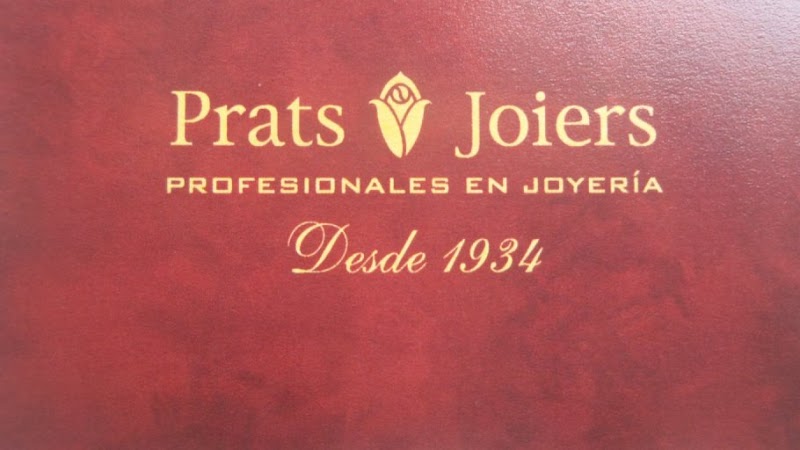 Prats Joiers
PROFESIONALES EN JOYERÍA
Desde 1934